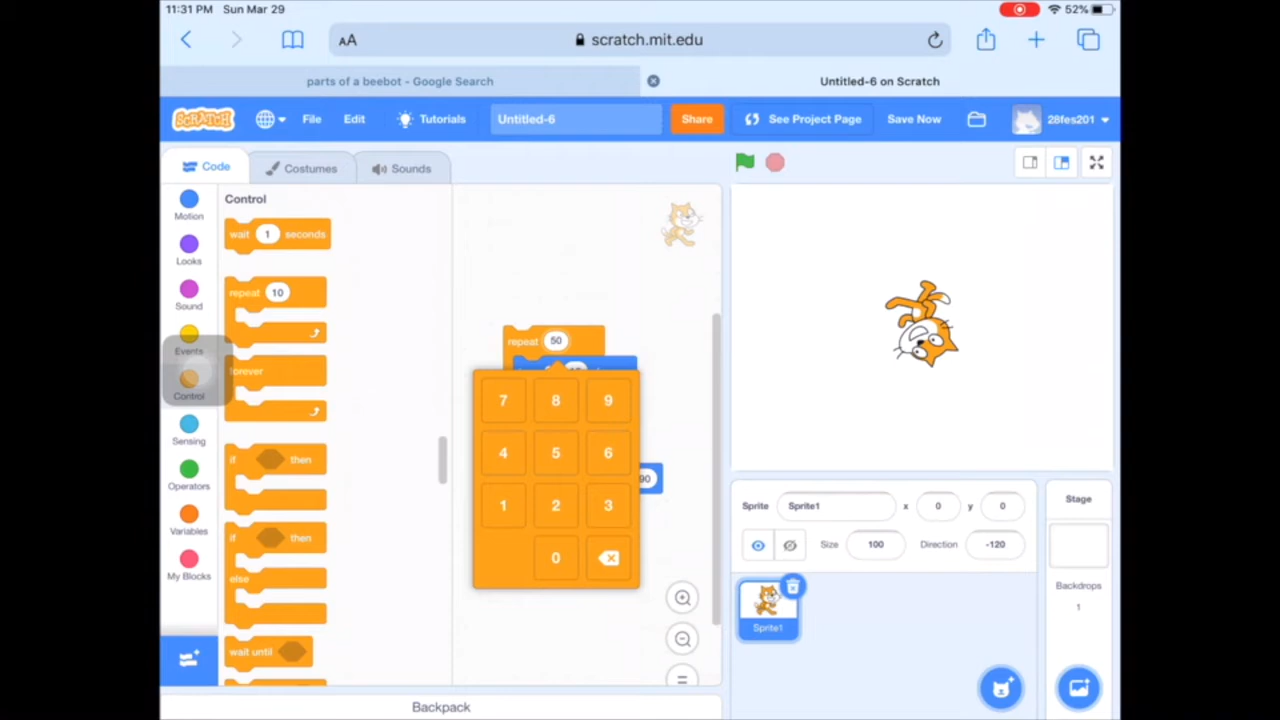 11:31 PM Sun Mar 29
52%
AA scratch.mit.edu
parts of a beebot - Google Search
Untitled-6 on Scratch
SCRATCH
File
Edit
Tutorials
Untitled-6
Share
See Project Page
Save Now
28fes201
Code
Costumes
Sounds
Motion
Looks
Sound
Events
Control
Sensing
Operators
Variables
My Blocks
Control
wait 1 seconds
repeat 10
forever
if then
if then
else
wait until
repeat 50
7 8 9
4 5 6
1 2 3
0
90
Sprite Sprite1 x 0 y 0
Size 100 Direction -120
Sprite1
Stage
Backdrops
1
Backpack